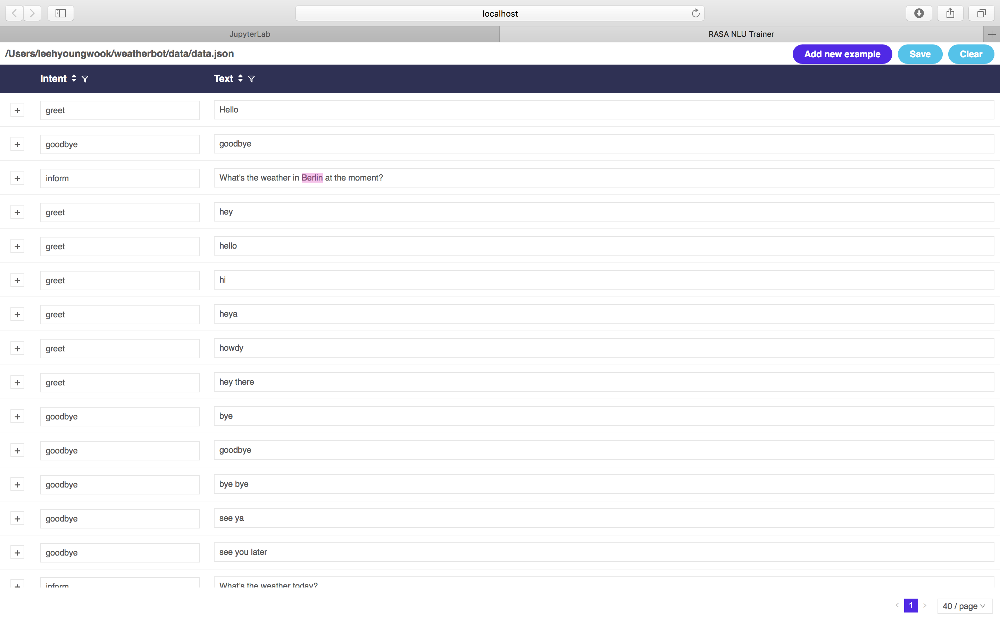 localhost
JupyterLab
RASA NLU Trainer
/Users/leehyoungwook/weatherbot/data/data.json
Add new example
Save
Clear
Intent
Text
greet
Hello
goodbye
goodbye
inform
What's the weather in Berlin at the moment?
greet
hey
greet
hello
greet
hi
greet
heya
greet
howdy
greet
hey there
goodbye
bye
goodbye
goodbye
goodbye
bye bye
goodbye
see ya
goodbye
see you later
inform
What's the weather today?
1
40 / page